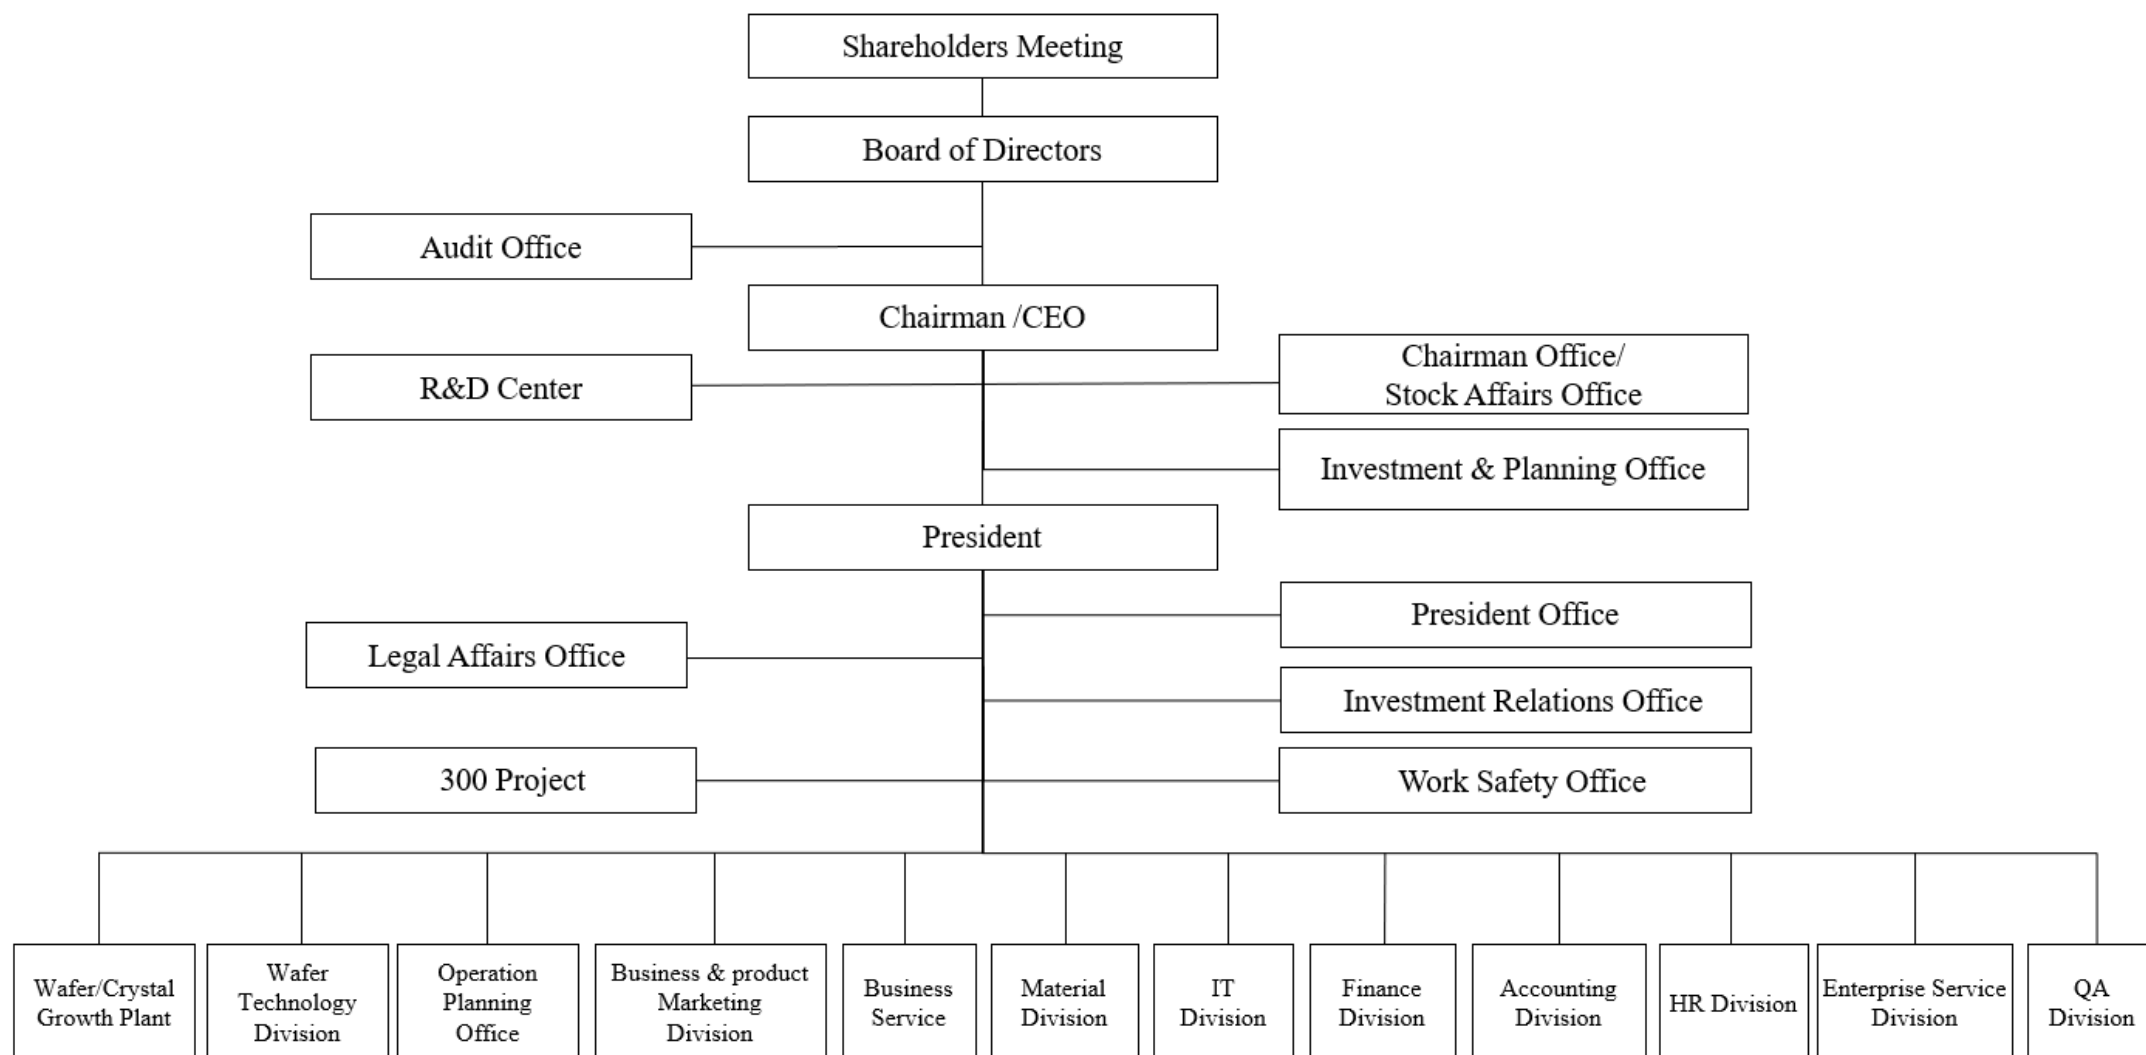 Shareholders Meeting
Board of Directors
Audit Office
Chairman /CEO
R&D Center
Chairman Office/
Stock Affairs Office
Investment & Planning Office
President
President Office
Legal Affairs Office
Investment Relations Office
300 Project
Work Safety Office
Wafer/Crystal
Growth Plant
Wafer
Technology
Division
Operation
Planning
Office
Business & product
Marketing
Division
Business
Service
Material
Division
IT
Division
Finance
Division
Accounting
Division
HR Division
Enterprise Service
Division
QA
Division